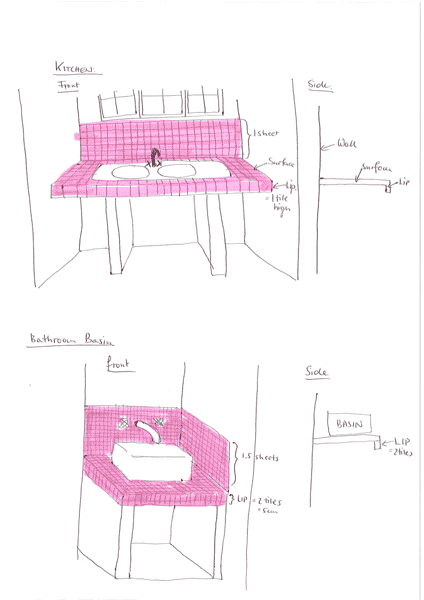 KITCHEN:
Front
Side:
1 sheet
Wall
Surface
Surface
Lip
= 1 tile
high
Lip
Bathroom Basin
front
Side
BASIN
LIP
= 2 tiles
1.5 sheets
LIP = 2 tiles
= 5cm